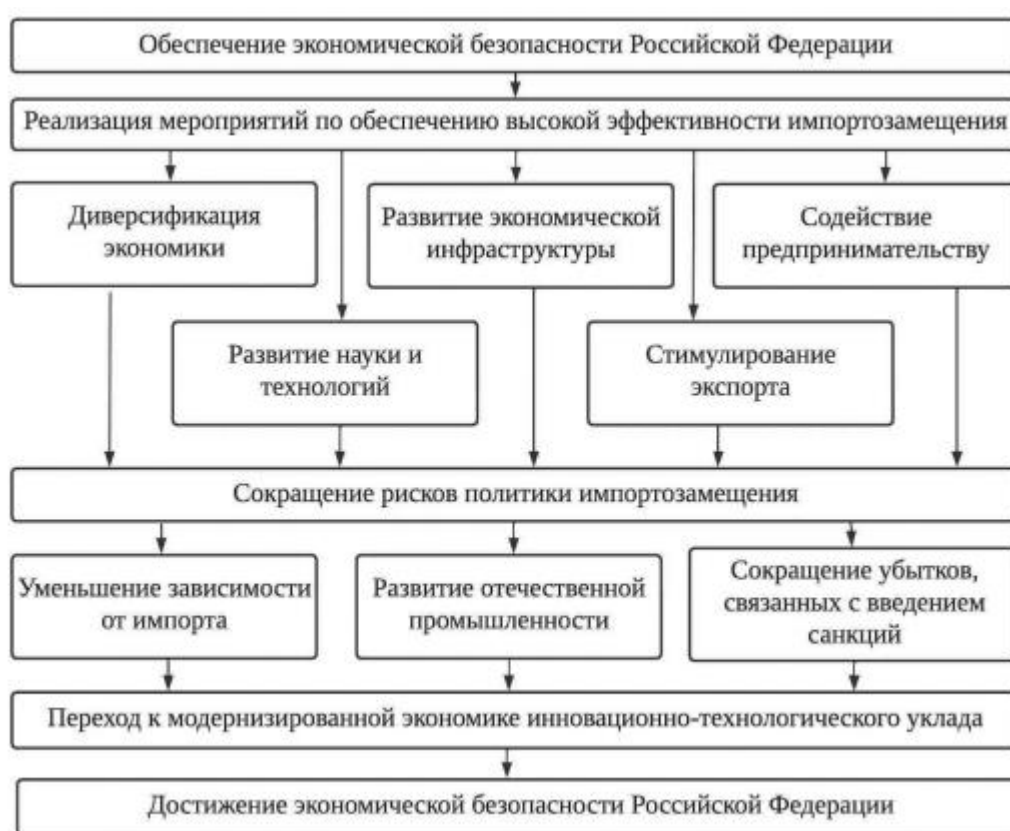 Обеспечение экономической безопасности Российской Федерации
Реализация мероприятий по обеспечению высокой эффективности импортозамещения
Диверсификация
экономики
Развитие экономической
инфраструктуры
Содействие
предпринимательству
Развитие науки и
технологий
Стимулирование
экспорта
Сокращение рисков политики импортозамещения
Уменьшение зависимости
от импорта
Развитие отечественной
промышленности
Сокращение убытков,
связанных с введением
санкций
Переход к модернизированной экономике инновационно-технологического уклада
Достижение экономической безопасности Российской Федерации